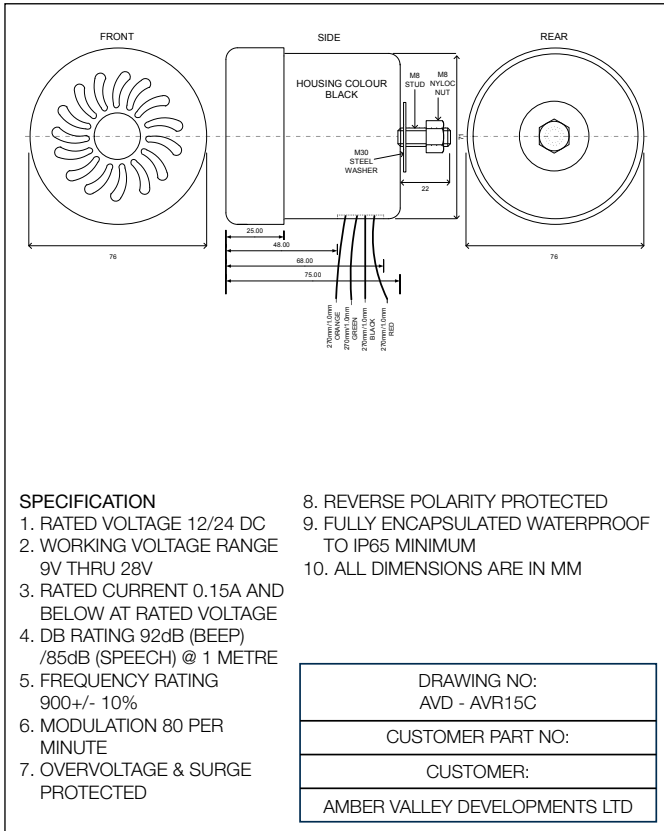 FRONT
SIDE
REAR
HOUSING COLOUR
BLACK
M8
STUD
M8
NYLOC
NUT
M30
STEEL
WASHER
71
22
25.00
48.00
68.00
75.00
76
76
270mm/1.0mm
ORANGE
270mm/1.0mm
GREEN
270mm/1.0mm
BLACK
270mm/1.0mm
RED
SPECIFICATION
1. RATED VOLTAGE 12/24 DC
2. WORKING VOLTAGE RANGE
9V THRU 28V
3. RATED CURRENT 0.15A AND
BELOW AT RATED VOLTAGE
4. DB RATING 92dB (BEEP)
/85dB (SPEECH) @ 1 METRE
5. FREQUENCY RATING
900+/- 10%
6. MODULATION 80 PER
MINUTE
7. OVERVOLTAGE & SURGE
PROTECTED
8. REVERSE POLARITY PROTECTED
9. FULLY ENCAPSULATED WATERPROOF
TO IP65 MINIMUM
10. ALL DIMENSIONS ARE IN MM
DRAWING NO:
AVD - AVR15C
CUSTOMER PART NO:
CUSTOMER:
AMBER VALLEY DEVELOPMENTS LTD